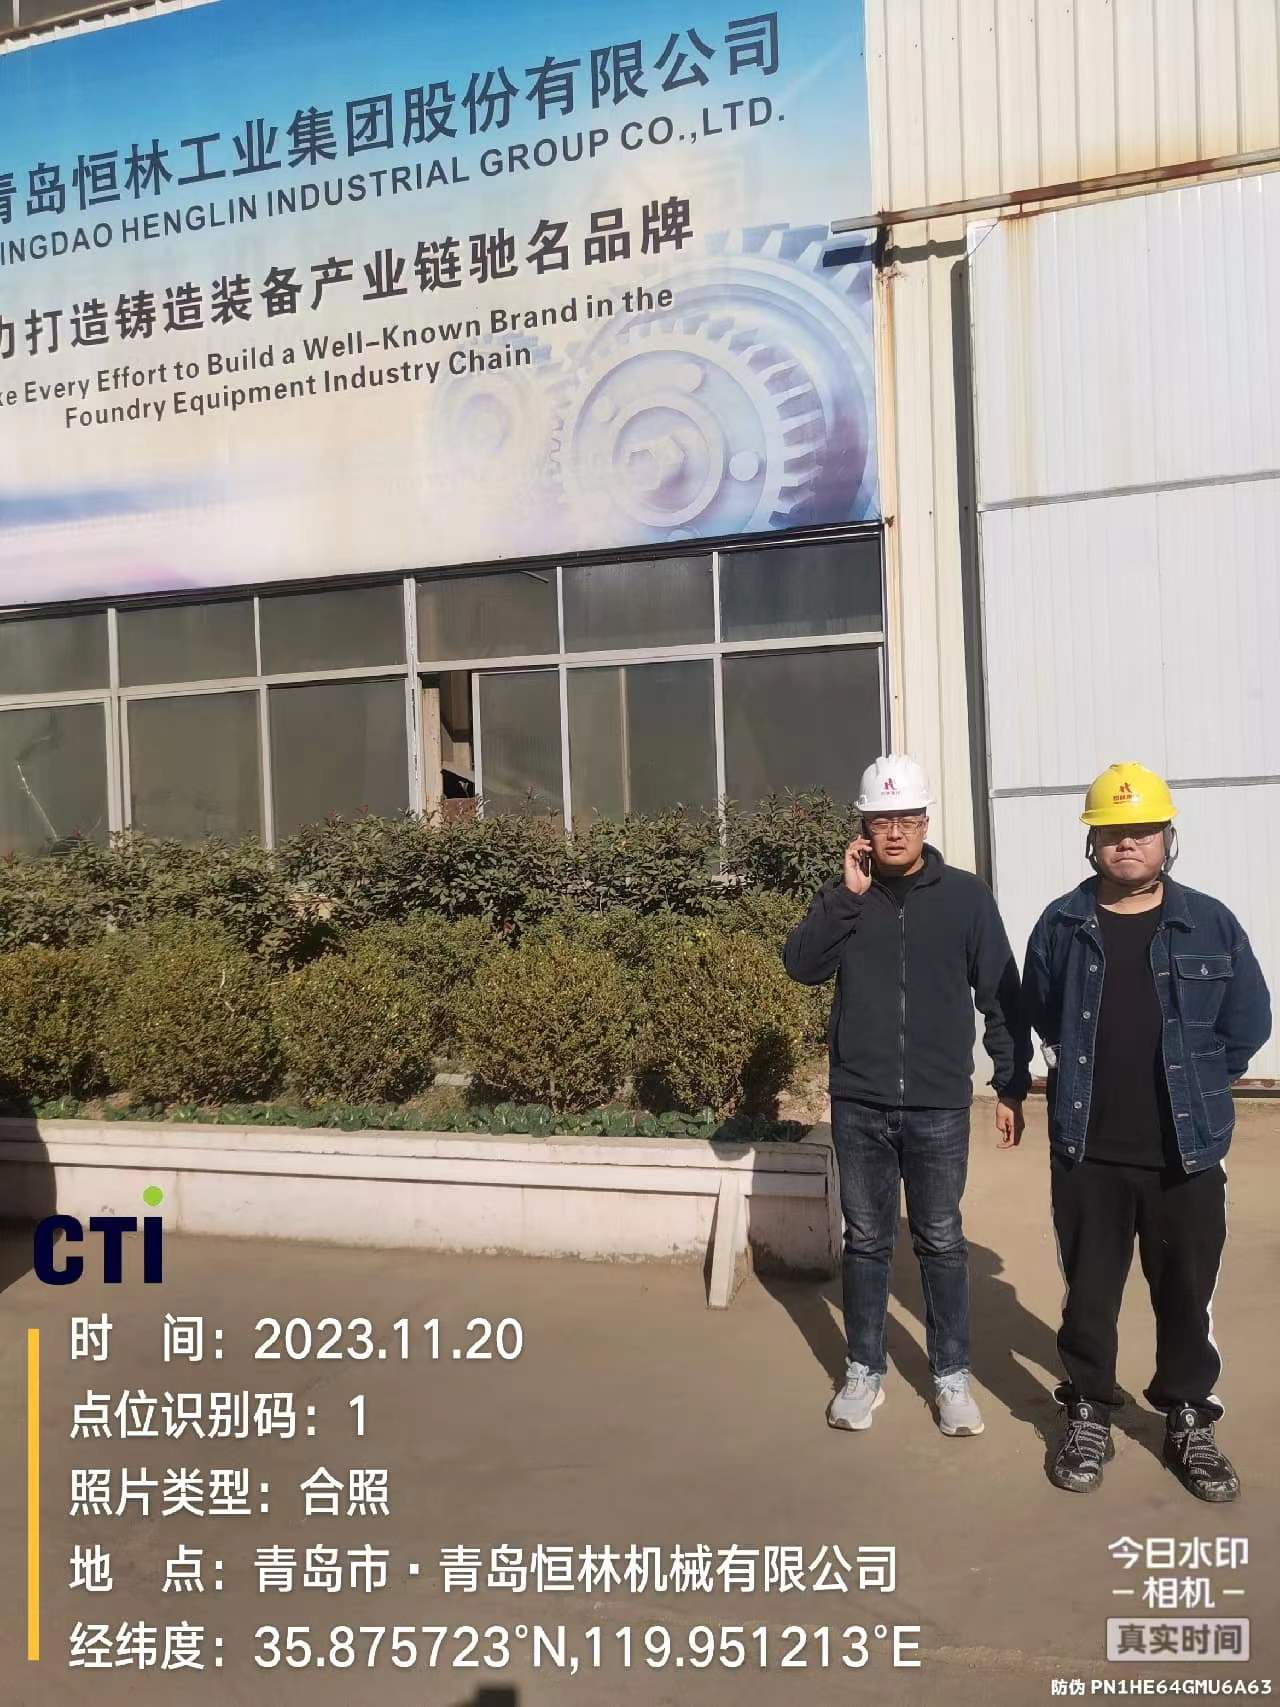 青岛恒林工业集团股份有限公司
INGDAO HENGLIN INDUSTRIAL GROUP CO.,LTD.
力打造铸造装备产业链驰名品牌
ke Every Effort to Build a Well-Known Brand in the
Foundry Equipment Industry Chain
CTi
时 间：2023.11.20
点位识别码：1
照片类型：合照
地 点：青岛市·青岛恒林机械有限公司
经纬度：35.875723°N,119.951213°E
今日水印
-相机-
真实时间
防伪 PN1HE64GMU6A63